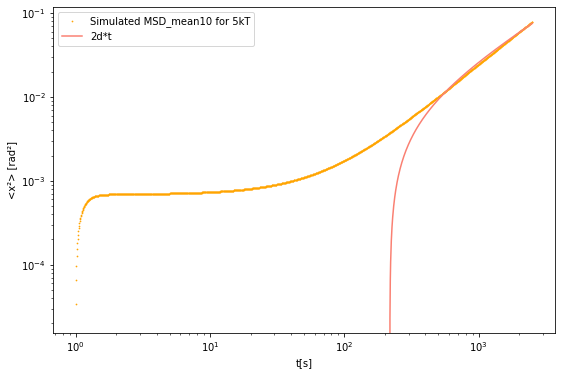 Simulated MSD_mean10 for 5kT
2d*t
10⁻¹
10⁻²
10⁻³
10⁻⁴
<x²> [rad²]
10⁰
10¹
10²
10³
t[s]